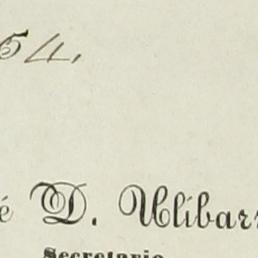 54.
é D. Ulibarr
Secretario